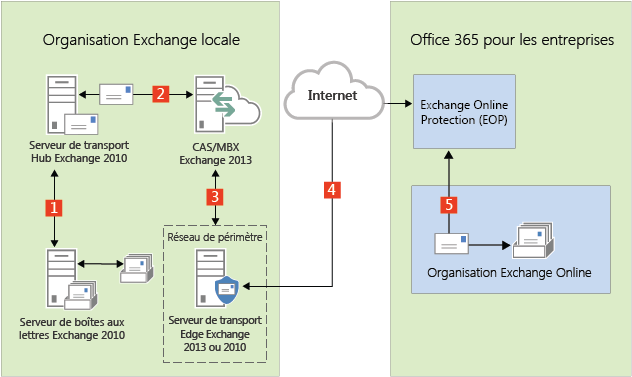 Organisation Exchange locale
Office 365 pour les entreprises
2
Serveur de transport
Hub Exchange 2010
CAS/MBX
Exchange 2013
Internet
Exchange Online
Protection (EOP)
1
3
4
5
Réseau de périmètre
Serveur de boîtes aux
lettres Exchange 2010
Serveur de transport
Edge Exchange
2013 ou 2010
Organisation Exchange Online